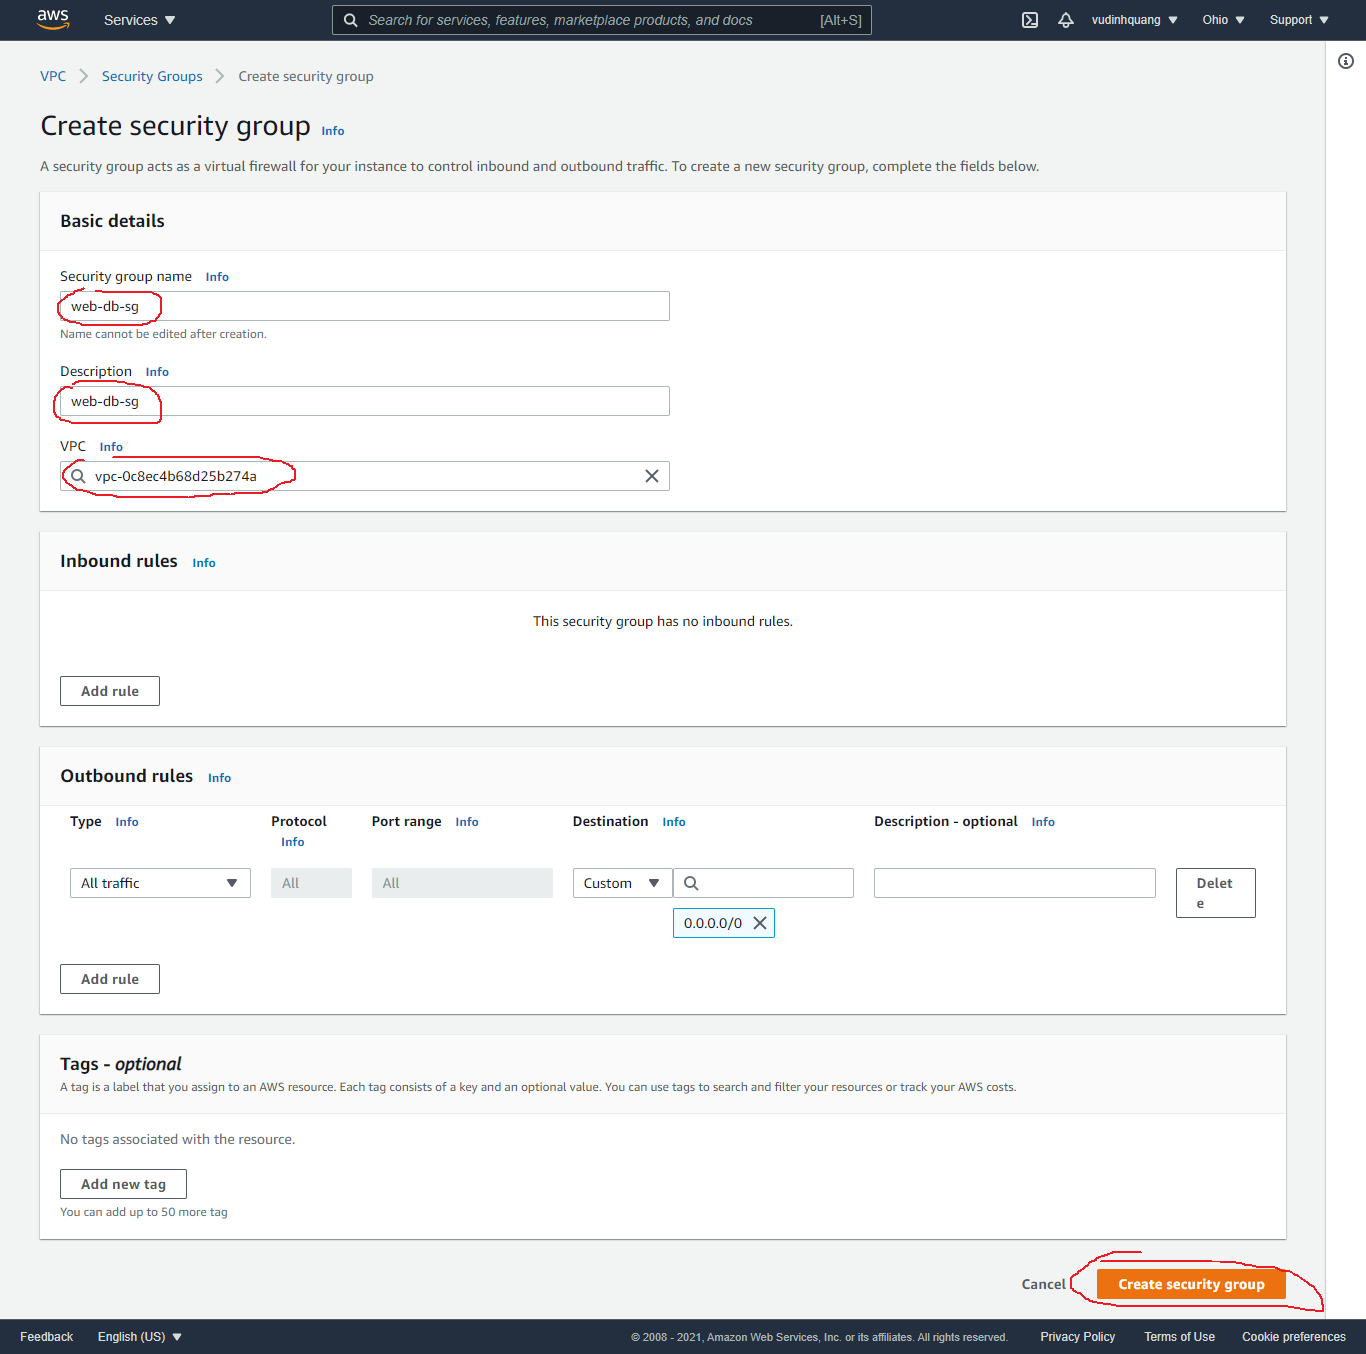 aws Services Search for services, features, marketplace products, and docs [Alt+S] vudinhquang Ohio Support
VPC Security Groups Create security group
Create security group Info
A security group acts as a virtual firewall for your instance to control inbound and outbound traffic. To create a new security group, complete the fields below.
Basic details
Security group name Info
web-db-sg
Name cannot be edited after creation.
Description Info
web-db-sg
VPC Info
vpc-0c8ec4b68d25b274a
Inbound rules Info
This security group has no inbound rules.
Add rule
Outbound rules Info
Type Info Protocol Info Port range Info Destination Info Description - optional Info
All traffic All All Custom Delete
0.0.0.0/0
Add rule
Tags - optional
A tag is a label that you assign to an AWS resource. Each tag consists of a key and an optional value. You can use tags to search and filter your resources or track your AWS costs.
No tags associated with the resource.
Add new tag
You can add up to 50 more tag
Cancel Create security group
Feedback English (US) © 2008 - 2021, Amazon Web Services, Inc. or its affiliates. All rights reserved. Privacy Policy Terms of Use Cookie preferences